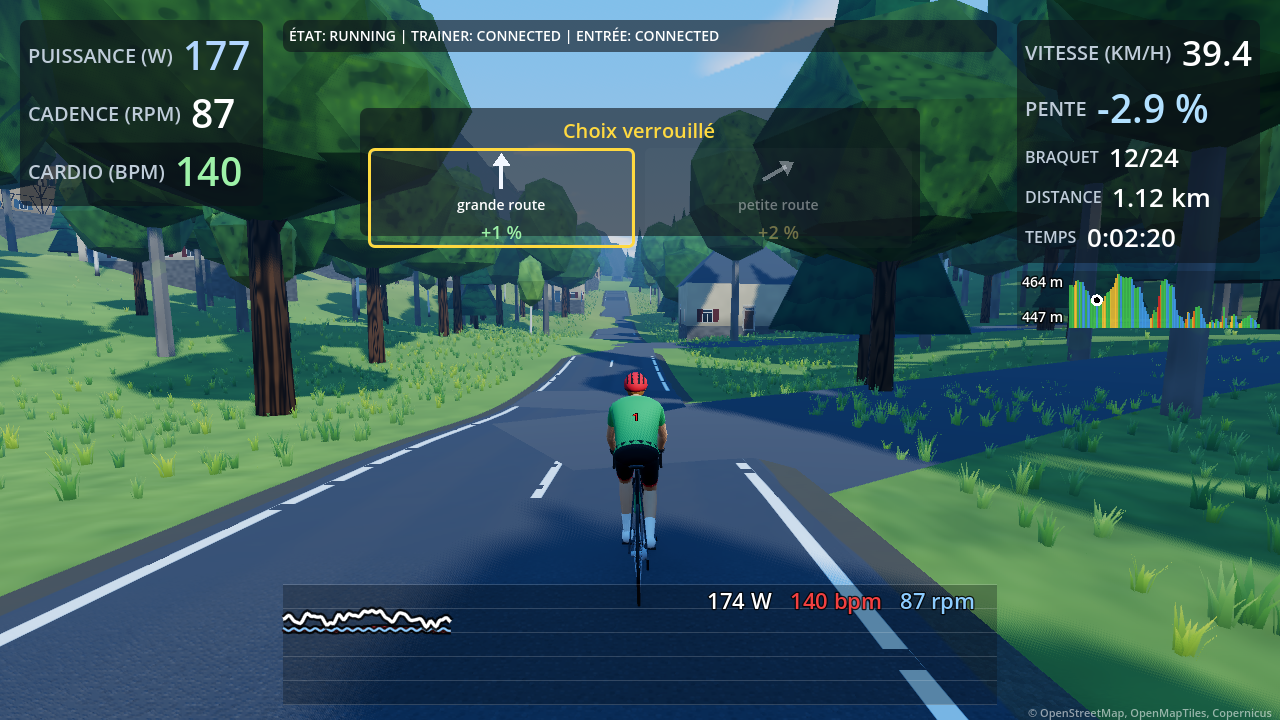 PUISSANCE (W) 177
CADENCE (RPM) 87
CARDIO (BPM) 140
ÉTAT: RUNNING | TRAINER: CONNECTED | ENTRÉE: CONNECTED
Choix verrouillé
grande route
+1 %
petite route
+2 %
VITESSE (KM/H) 39.4
PENTE -2.9 %
BRAQUET 12/24
DISTANCE 1.12 km
TEMPS 0:02:20
464 m
447 m
1
174 W 140 bpm 87 rpm
© OpenStreetMap, OpenMapTiles, Copernicus